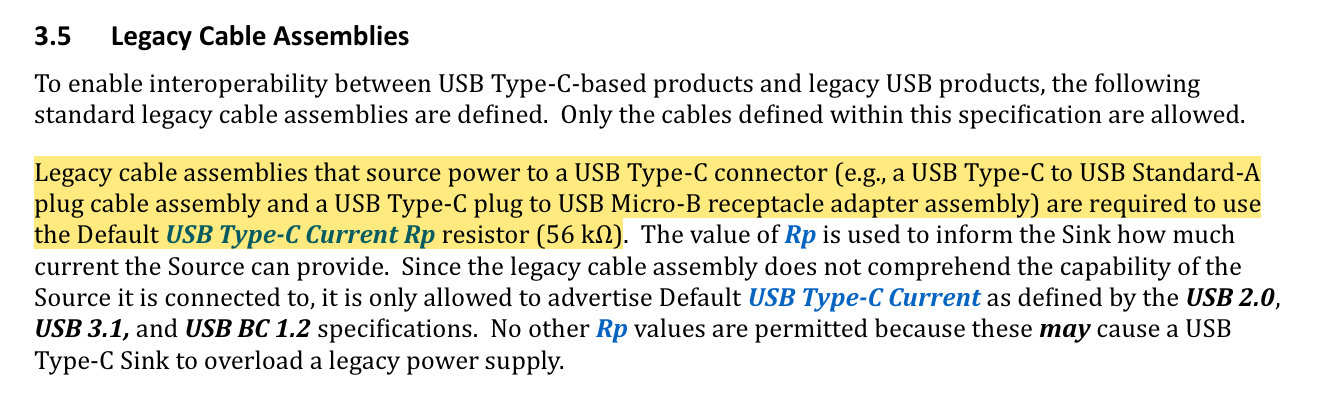 3.5 Legacy Cable Assemblies
To enable interoperability between USB Type-C-based products and legacy USB products, the following
standard legacy cable assemblies are defined. Only the cables defined within this specification are allowed.
Legacy cable assemblies that source power to a USB Type-C connector (e.g., a USB Type-C to USB Standard-A
plug cable assembly and a USB Type-C plug to USB Micro-B receptacle adapter assembly) are required to use
the Default USB Type-C Current Rp resistor (56 kΩ). The value of Rp is used to inform the Sink how much
current the Source can provide. Since the legacy cable assembly does not comprehend the capability of the
Source it is connected to, it is only allowed to advertise Default USB Type-C Current as defined by the USB 2.0,
USB 3.1, and USB BC 1.2 specifications. No other Rp values are permitted because these may cause a USB
Type-C Sink to overload a legacy power supply.